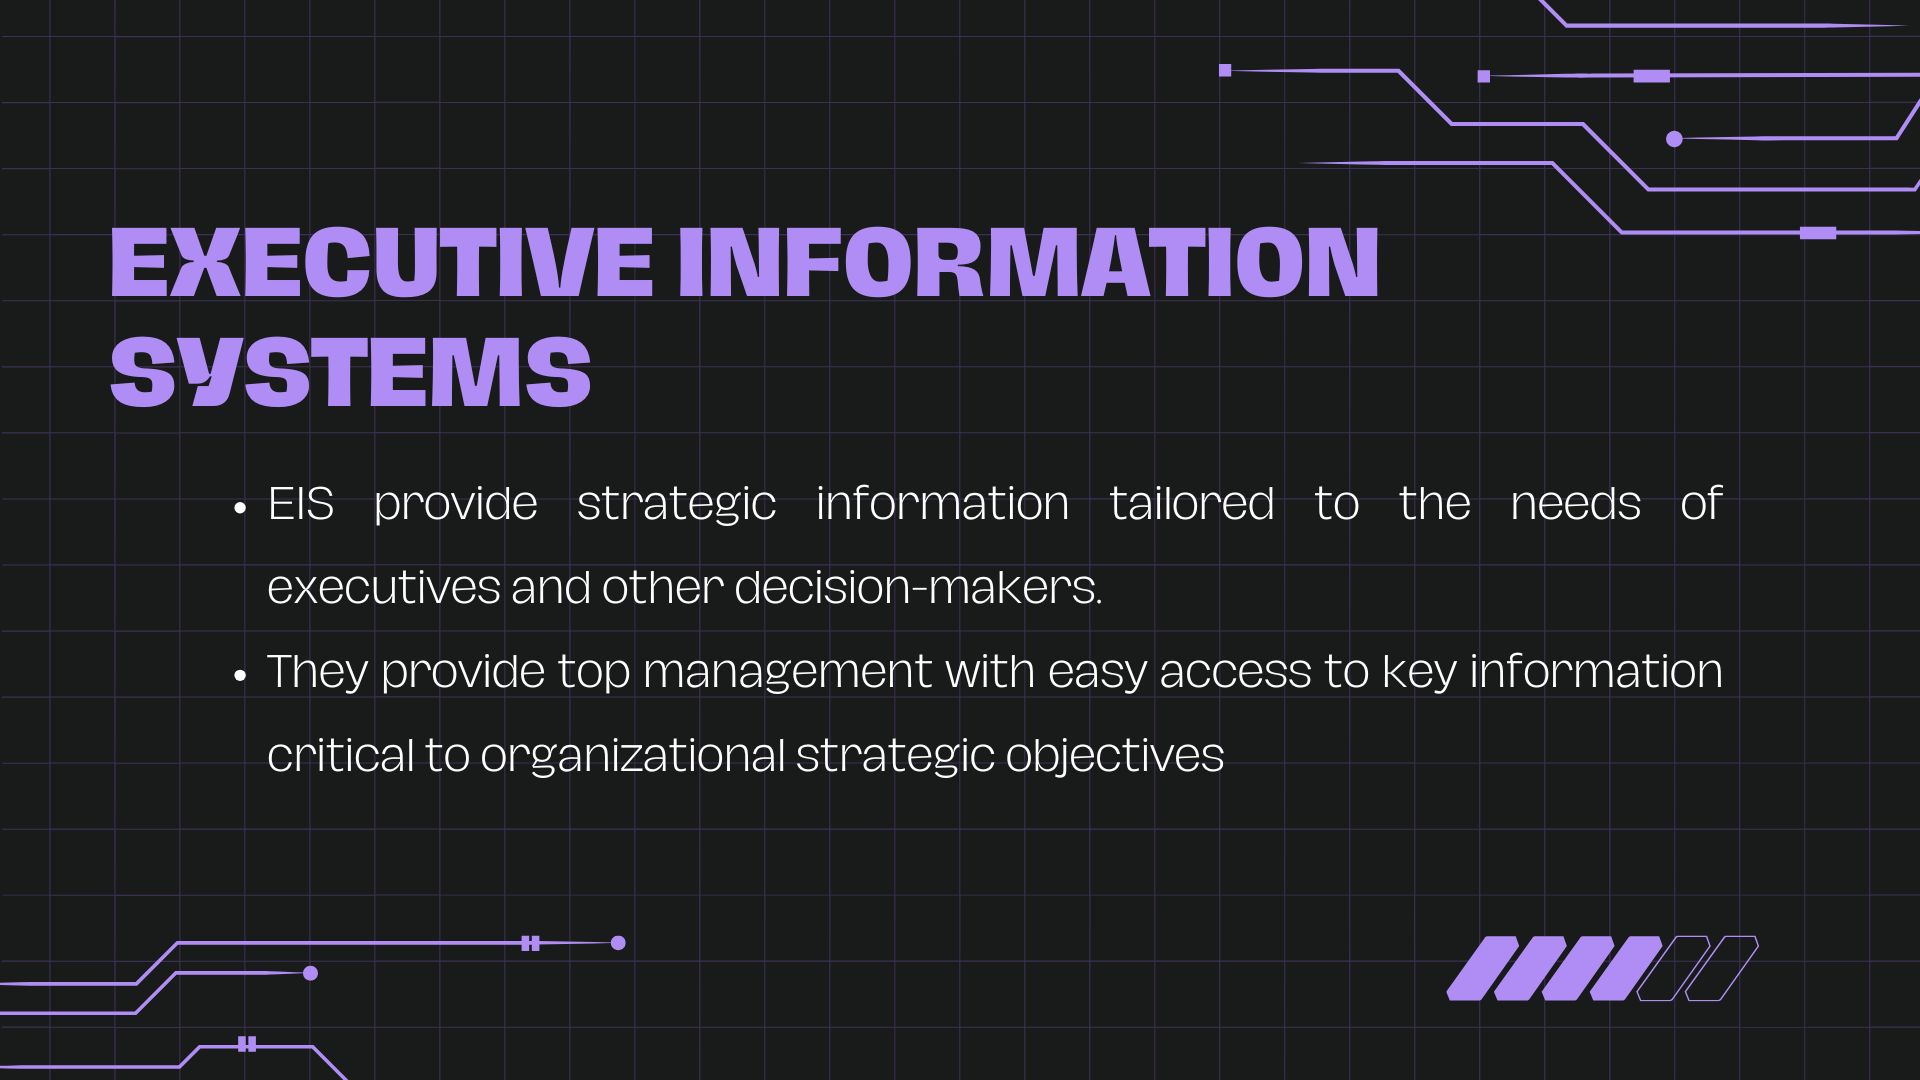 EXECUTIVE INFORMATION
SYSTEMS
• EIS provide strategic information tailored to the needs of
executives and other decision-makers.
• They provide top management with easy access to key information
critical to organizational strategic objectives